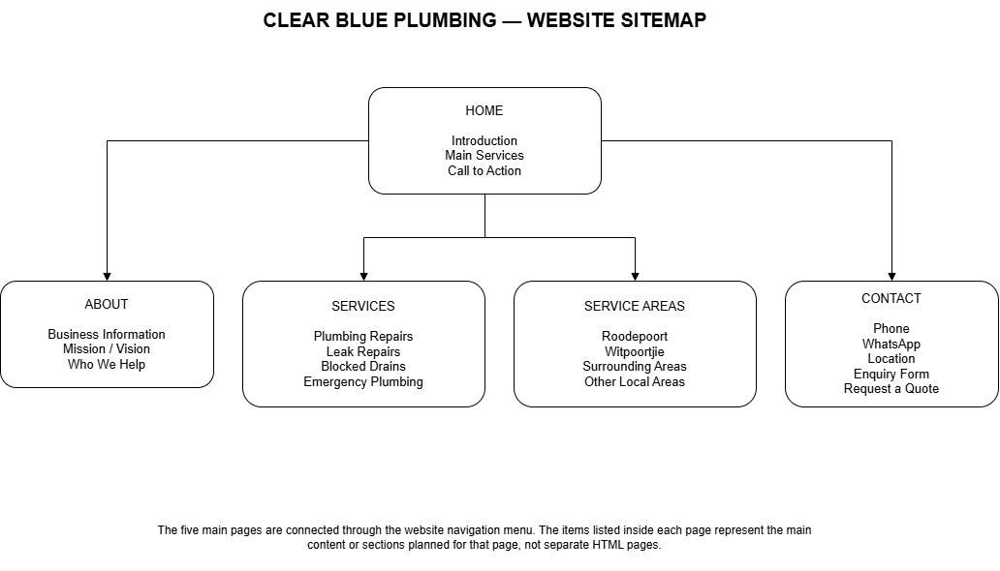 CLEAR BLUE PLUMBING — WEBSITE SITEMAP
HOME
Introduction
Main Services
Call to Action
ABOUT
Business Information
Mission / Vision
Who We Help
SERVICES
Plumbing Repairs
Leak Repairs
Blocked Drains
Emergency Plumbing
SERVICE AREAS
Roodepoort
Witpoortjie
Surrounding Areas
Other Local Areas
CONTACT
Phone
WhatsApp
Location
Enquiry Form
Request a Quote
The five main pages are connected through the website navigation menu. The items listed inside each page represent the main
content or sections planned for that page, not separate HTML pages.